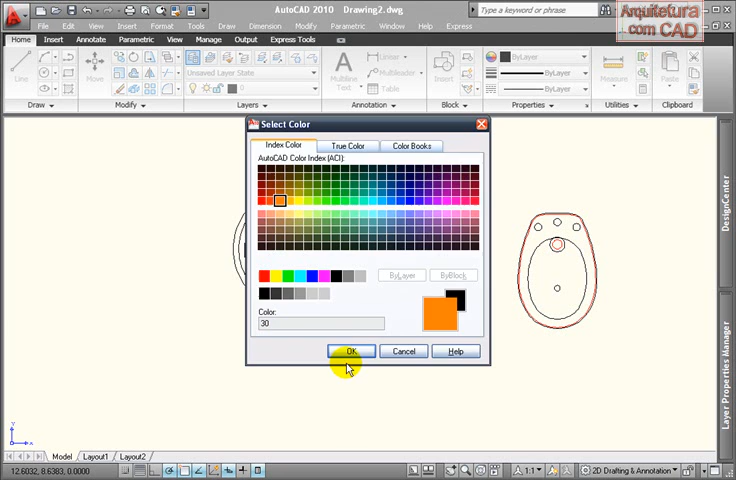 AutoCAD 2010 Drawing2.dwg
Type a keyword or phrase
Arquitetura
com CAD
File Edit View Insert Format Tools Draw Dimension Modify Window Express
Home Insert Annotate Parametric View Manage Output Express Tools
Line
Move
Unsaved Layer State
0
Multiline
Text
Linear
Multileader
Table
Insert
ByLayer
ByLayer
ByLayer
Measure
Paste
Draw Modify Layers Annotation Block Properties Utilities Clipboard
Select Color
Index Color True Color Color Books
AutoCAD Color Index (ACI):
ByLayer ByBlock
Color:
30
OK Cancel Help
DesignCenter
Layer Properties Manager
Y
X
Model Layout1 Layout2
12.6032, 8.6383, 0.0000
1:1
2D Drafting & Annotation